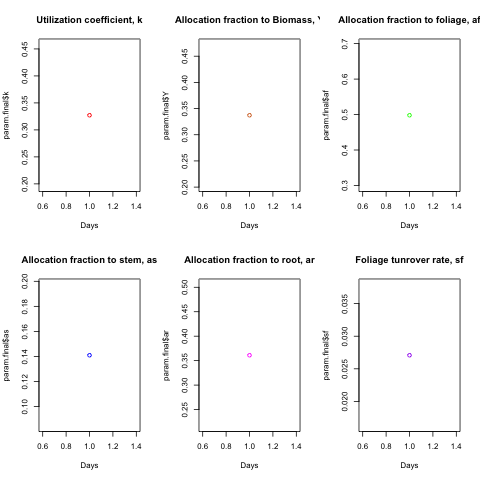 Utilization coefficient, k
param.final$k
0.20 0.25 0.30 0.35 0.40 0.45
0.6 0.8 1.0 1.2 1.4
Days
Allocation fraction to Biomass,
param.final$Y
0.20 0.25 0.30 0.35 0.40 0.45
0.6 0.8 1.0 1.2 1.4
Days
Allocation fraction to foliage, af
param.final$af
0.3 0.4 0.5 0.6 0.7
0.6 0.8 1.0 1.2 1.4
Days
Allocation fraction to stem, as
param.final$as
0.10 0.12 0.14 0.16 0.18 0.20
0.6 0.8 1.0 1.2 1.4
Days
Allocation fraction to root, ar
param.final$ar
0.25 0.30 0.35 0.40 0.45 0.50
0.6 0.8 1.0 1.2 1.4
Days
Foliage tunrover rate, sf
param.final$sf
0.020 0.025 0.030 0.035
0.6 0.8 1.0 1.2 1.4
Days